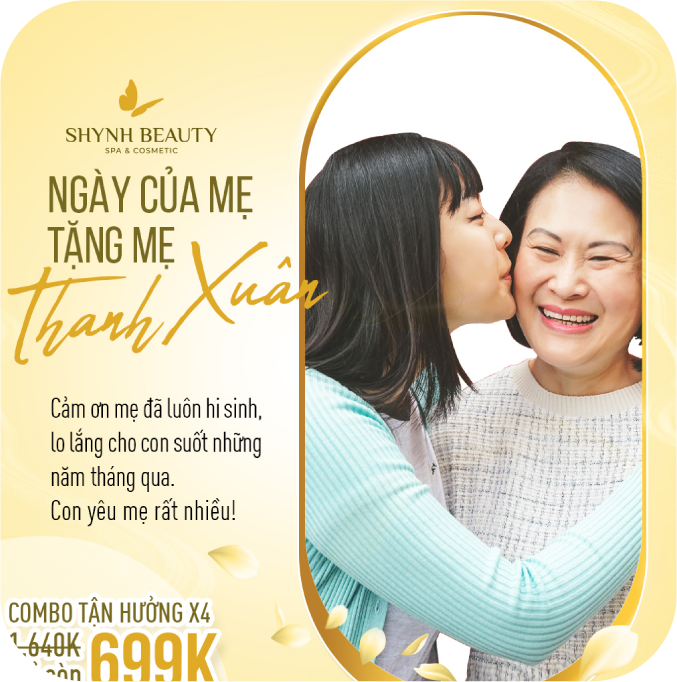 SHYNH BEAUTY
SPA & COSMETIC
NGÀY CỦA MẸ
TẶNG MẸ
Thanh Xuân
Cảm ơn mẹ đã luôn hi sinh,
lo lắng cho con suốt những
năm tháng qua.
Con yêu mẹ rất nhiều!
COMBO TẬN HƯỞNG X4
1.640K
699K